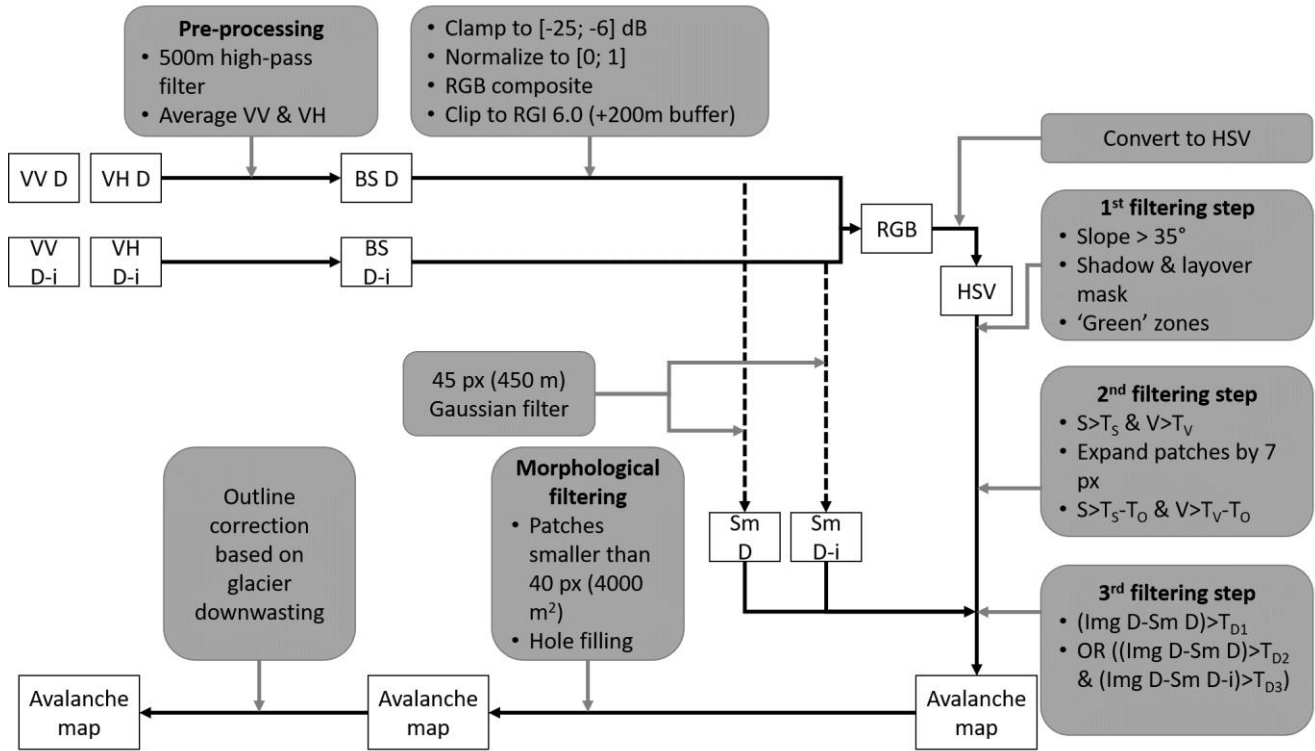 Pre-processing
• 500m high-pass
filter
• Average VV & VH
• Clamp to [-25; -6] dB
• Normalize to [0; 1]
• RGB composite
• Clip to RGI 6.0 (+200m buffer)
Convert to HSV
VV D
VH D
BS D
RGB
VV
D-i
VH
D-i
BS
D-i
HSV
1st filtering step
• Slope > 35°
• Shadow & layover
mask
• ‘Green’ zones
45 px (450 m)
Gaussian filter
2nd filtering step
• S>TS & V>TV
• Expand patches by 7
px
• S>TS-TO & V>TV-TO
Outline
correction
based on
glacier
downwasting
Morphological
filtering
• Patches
smaller than
40 px (4000
m2)
• Hole filling
Sm
D
Sm
D-i
3rd filtering step
• (Img D-Sm D)>TD1
• OR ((Img D-Sm D)>TD2
& (Img D-Sm D-i)>TD3)
Avalanche
map
Avalanche
map
Avalanche
map